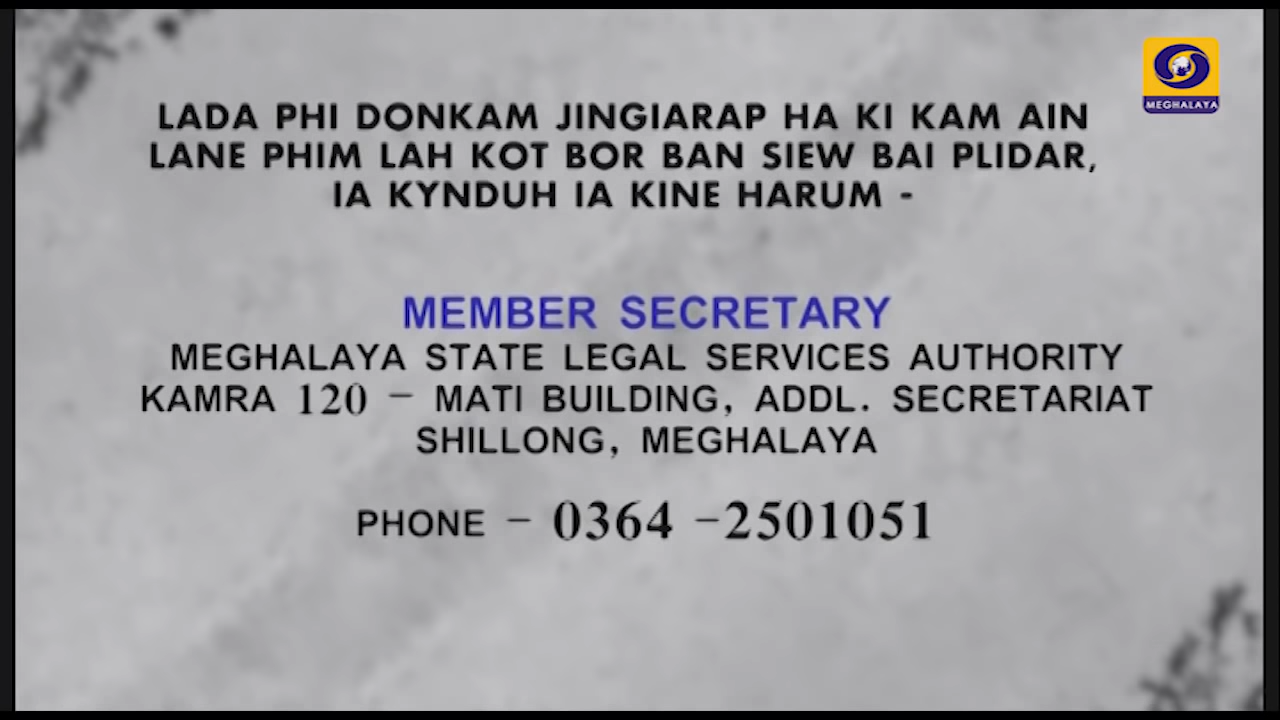 MEGHALAYA
LADA PHI DONKAM JINGIARAP HA KI KAM AIN
LANE PHIM LAH KOT BOR BAN SIEW BAI PLIDAR,
IA KYNDUH IA KINE HARUM -
MEMBER SECRETARY
MEGHALAYA STATE LEGAL SERVICES AUTHORITY
KAMRA 120 - MATI BUILDING, ADDL. SECRETARIAT
SHILLONG, MEGHALAYA
PHONE - 0364 -2501051